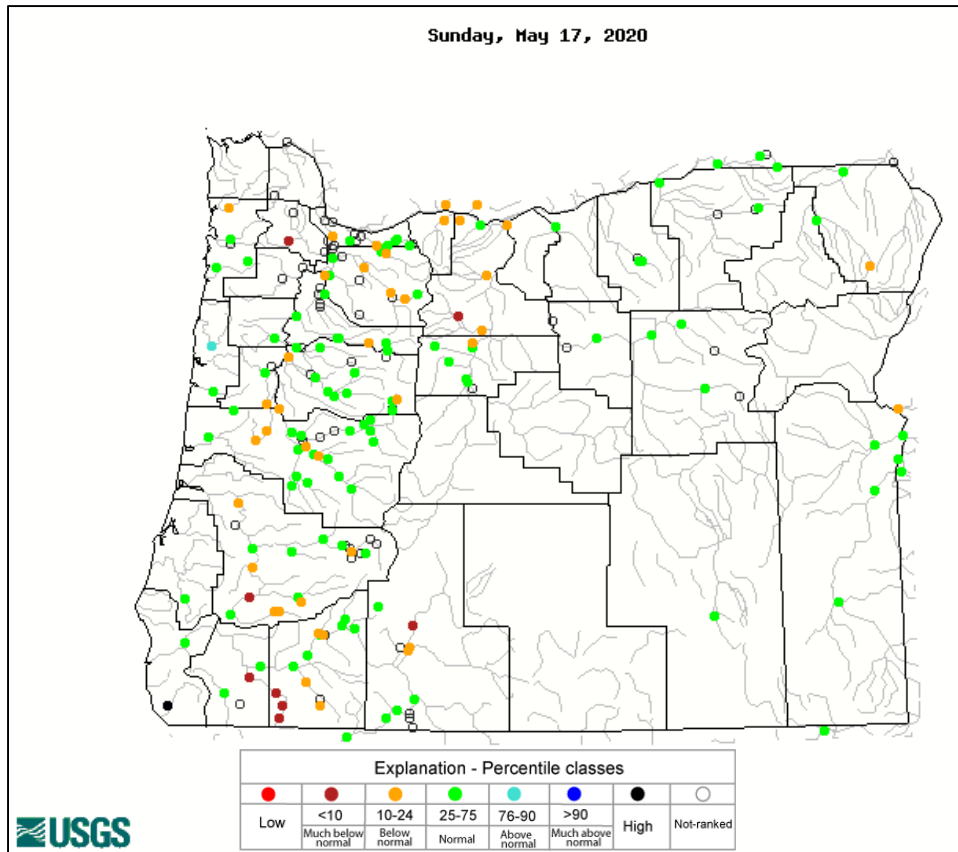 Sunday, May 17, 2020
Explanation - Percentile classes
Low
<10
10-24
25-75
76-90
>90
High
Not-ranked
Much below normal
Below normal
Normal
Above normal
Much above normal
USGS